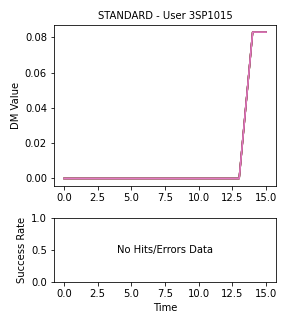 STANDARD - User 3SP1015
0.08
0.06
0.04
0.02
0.00
DM Value
0.0 2.5 5.0 7.5 10.0 12.5 15.0
1.0
0.5
0.0
Success Rate
No Hits/Errors Data
0.0 2.5 5.0 7.5 10.0 12.5 15.0
Time